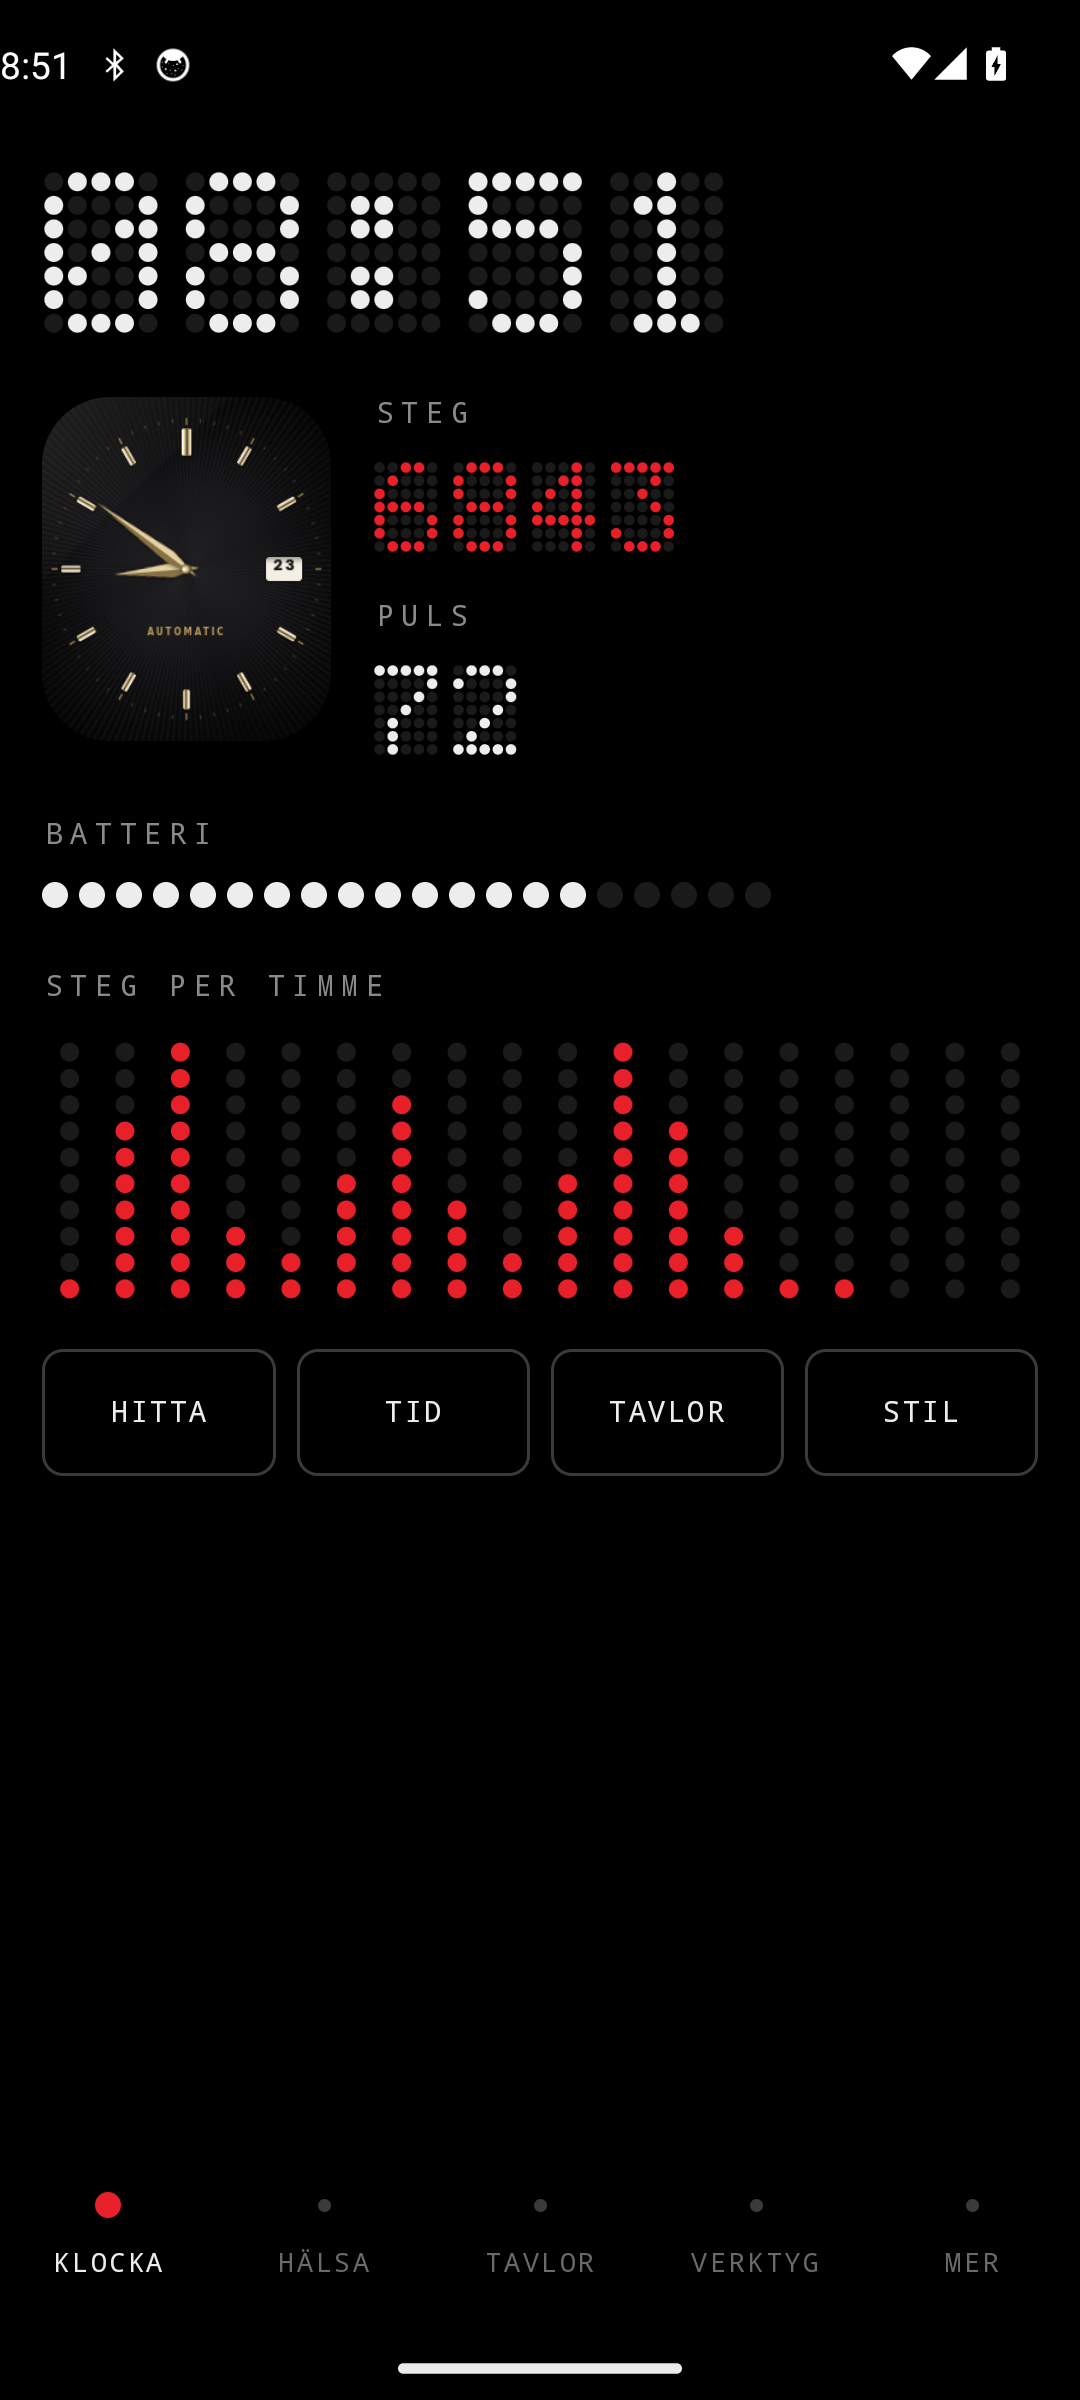 8:51
08:51
STEG
6843
23
AUTOMATIC
PULS
72
BATTERI
STEG PER TIMME
HITTA TID TAVLOR STIL
KLOCKA HÄLSA TAVLOR VERKTYG MER